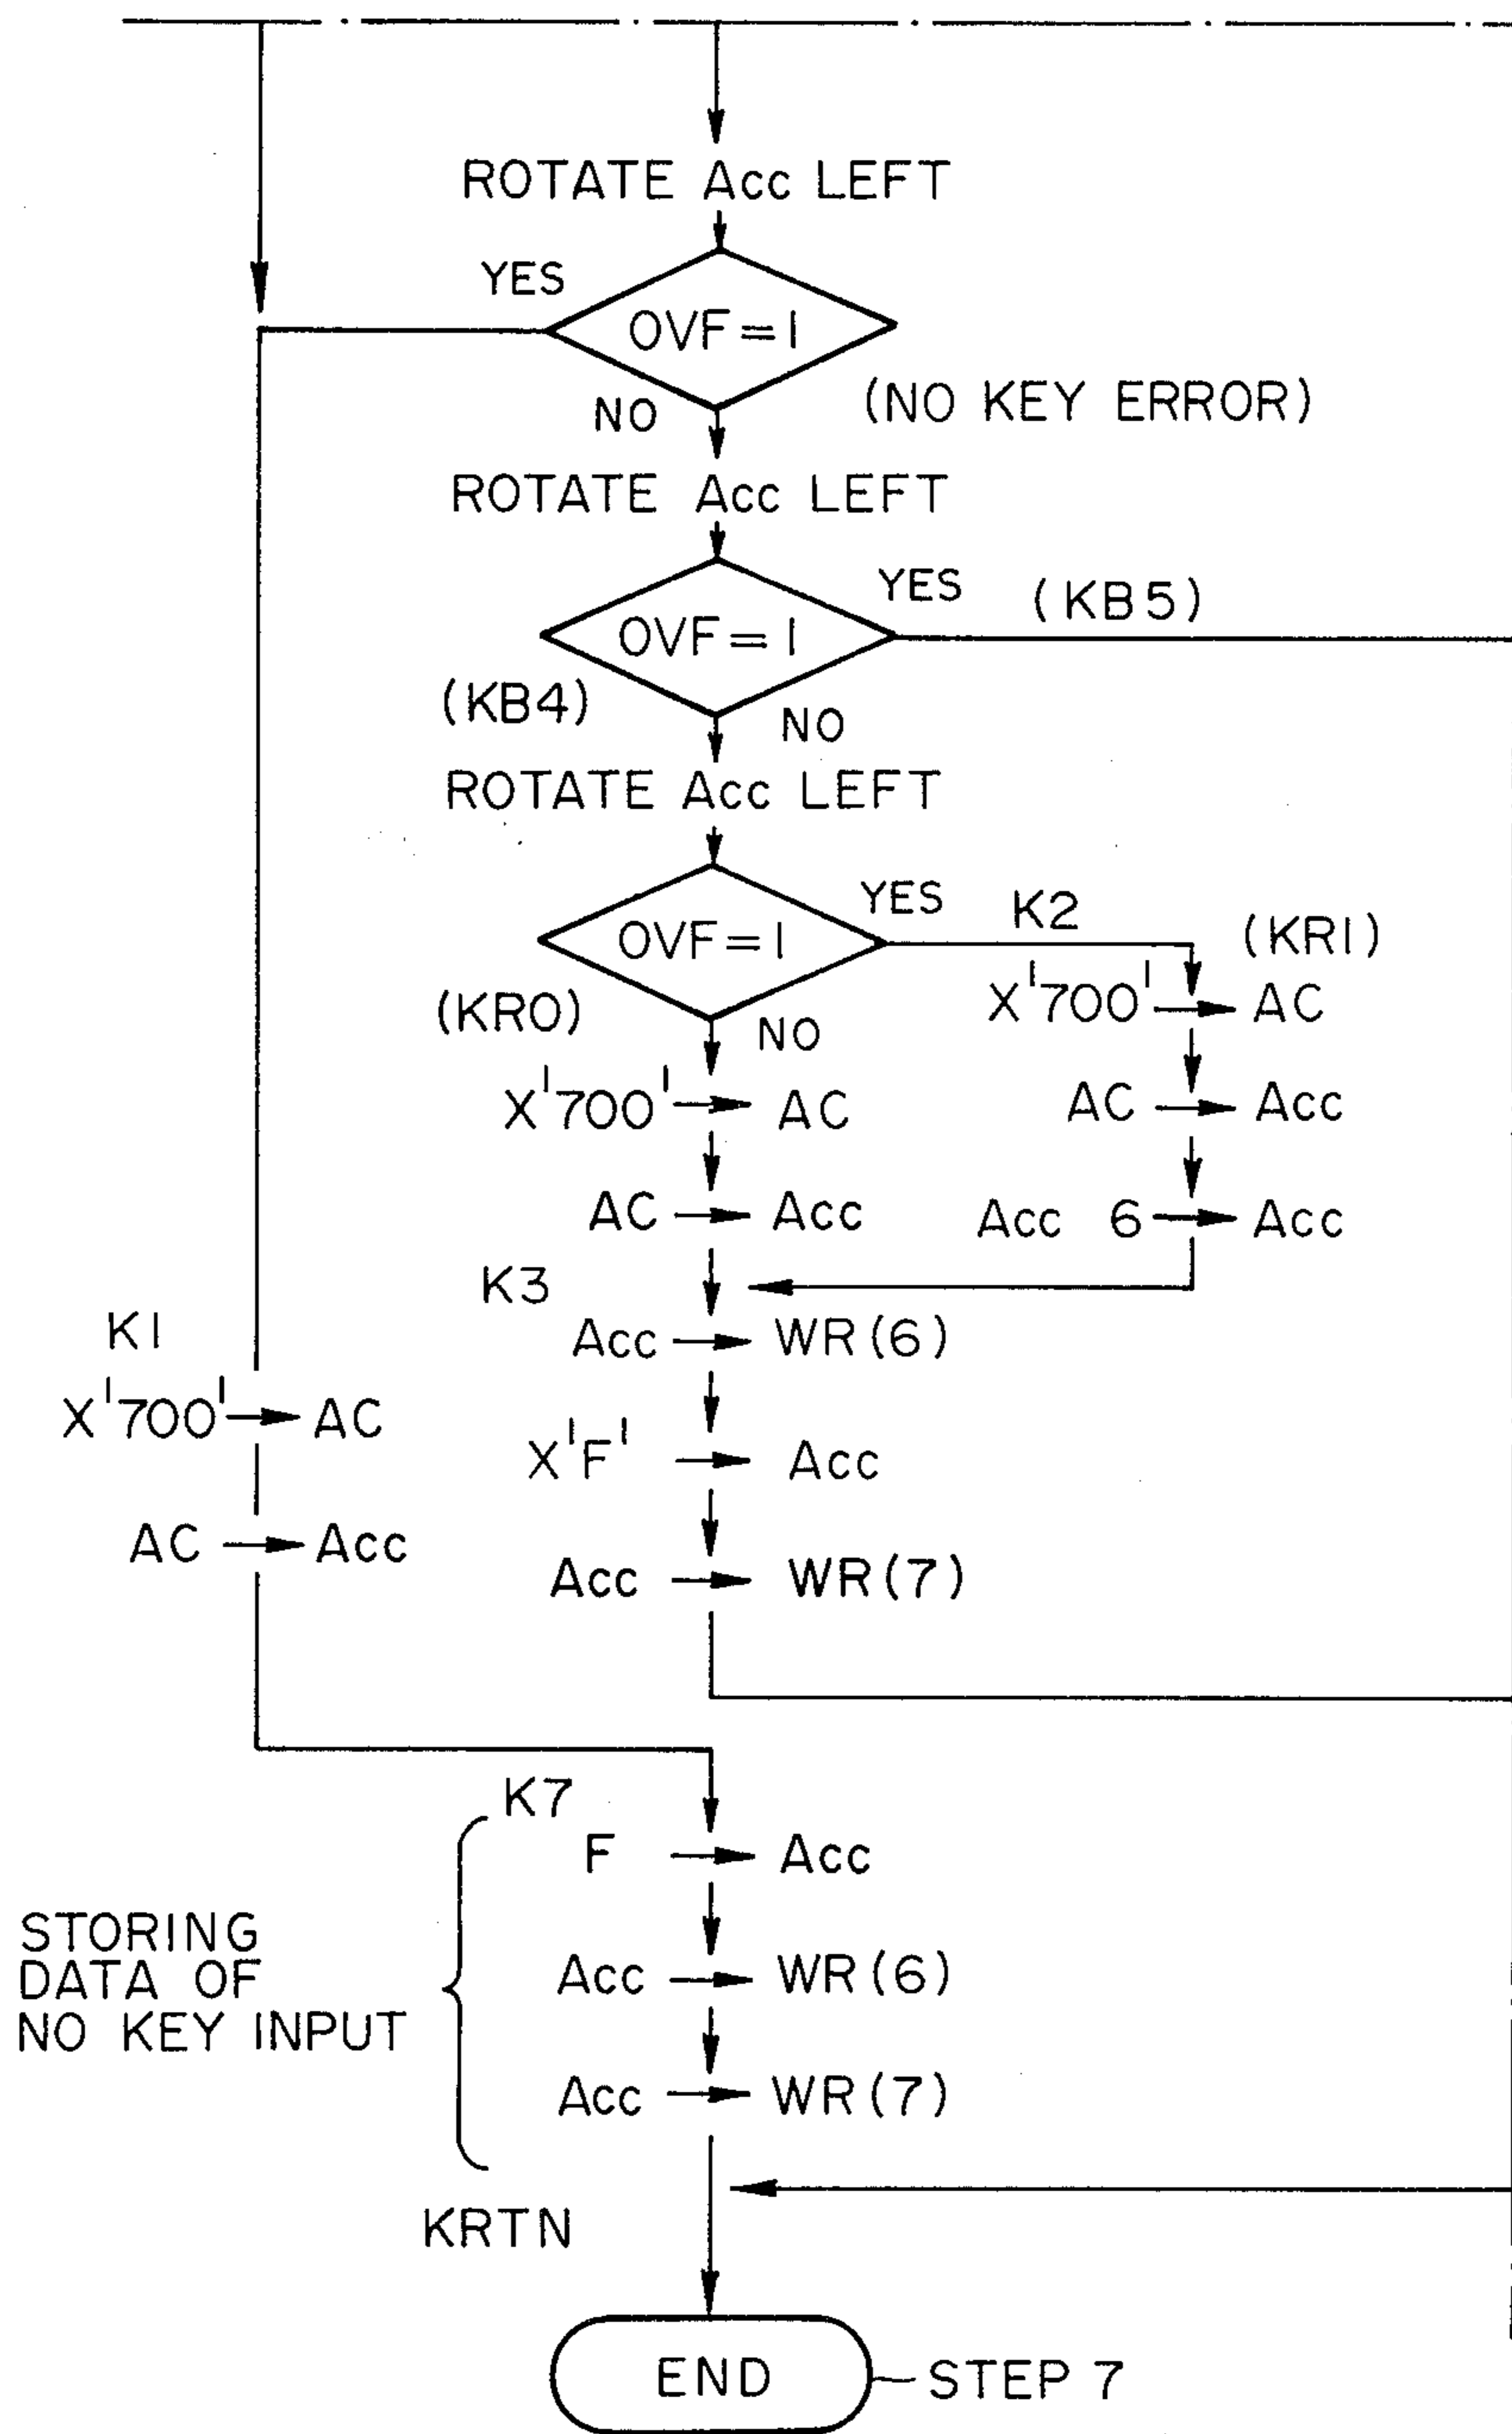 ROTATE Acc LEFT
YES
OVF=1
NO
(NO KEY ERROR)
ROTATE Acc LEFT
YES
(KB5)
OVF=1
(KB4)
NO
ROTATE Acc LEFT
YES
K2
(KR1)
OVF=1
(KR0)
NO
X'700' → AC
X'700' → AC
AC → Acc
AC → Acc
Acc 6 → Acc
K3
Acc → WR(6)
K1
X'700' → AC
X'F' → Acc
AC → Acc
Acc → WR(7)
K7
F → Acc
STORING
DATA OF
NO KEY INPUT
Acc → WR(6)
Acc → WR(7)
KRTN
END
STEP 7